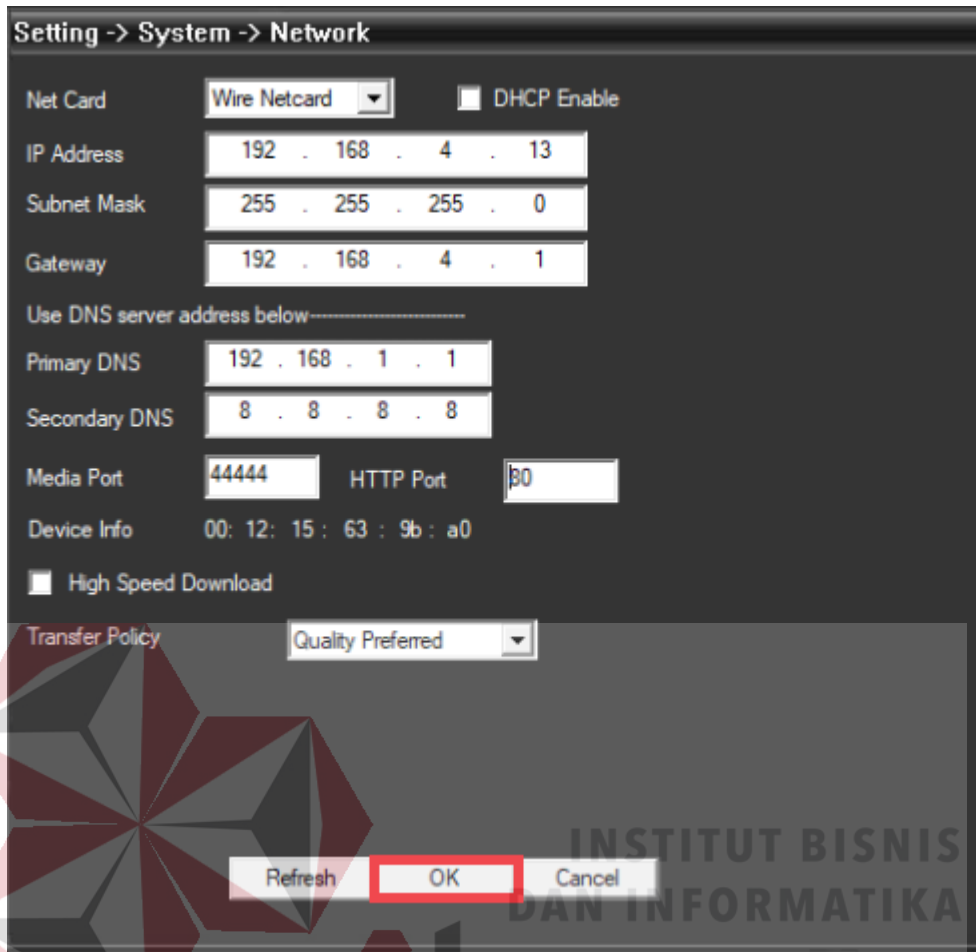 Setting -> System -> Network
Net Card Wire Netcard DHCP Enable
IP Address 192 . 168 . 4 . 13
Subnet Mask 255 . 255 . 255 . 0
Gateway 192 . 168 . 4 . 1
Use DNS server address below----------------------------
Primary DNS 192 . 168 . 1 . 1
Secondary DNS 8 . 8 . 8 . 8
Media Port 44444 HTTP Port 80
Device Info 00: 12: 15 : 63 : 9b : a0
High Speed Download
Transfer Policy Quality Preferred
INSTITUT BISNIS
Refresh OK Cancel
DAN INFORMATIKA